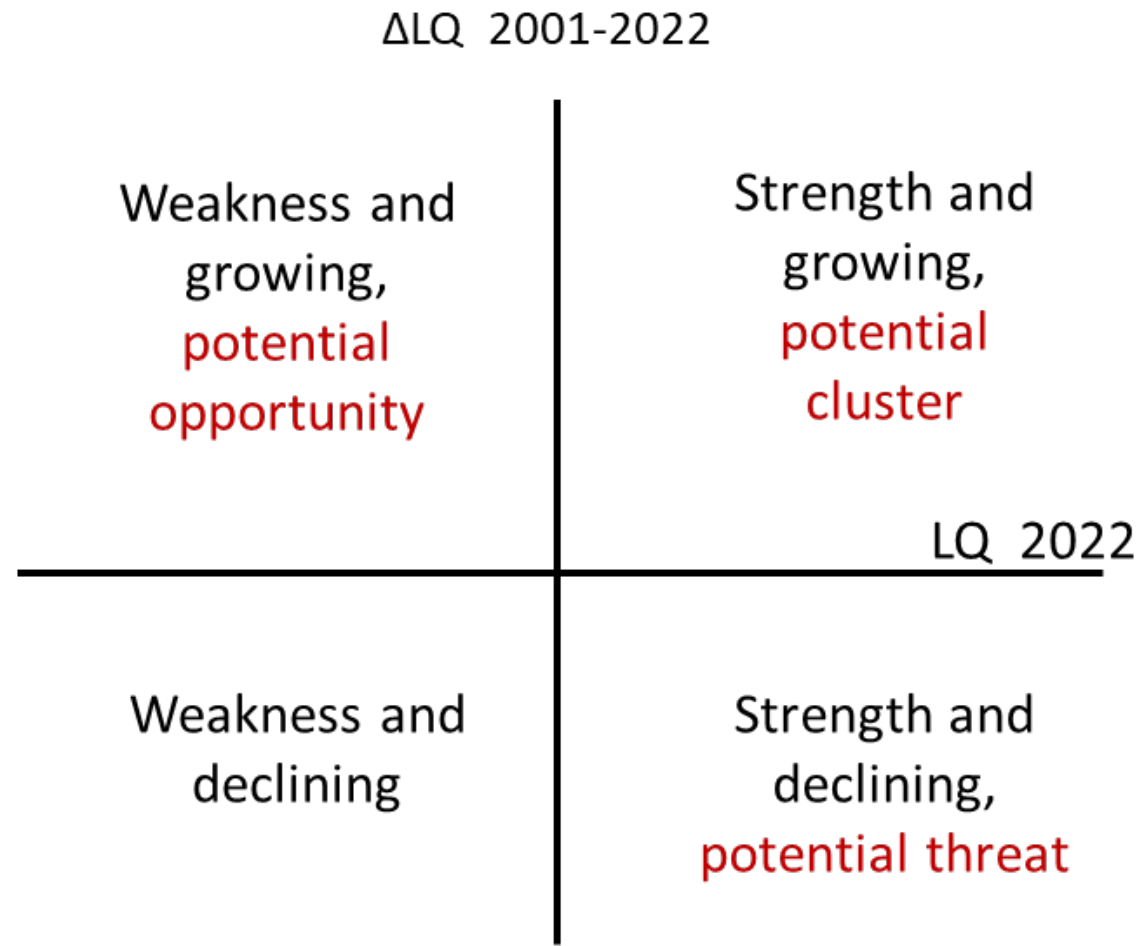 ΔLQ 2001-2022
Weakness and
growing,
potential
opportunity
Strength and
growing,
potential
cluster
LQ 2022
Weakness and
declining
Strength and
declining,
potential threat